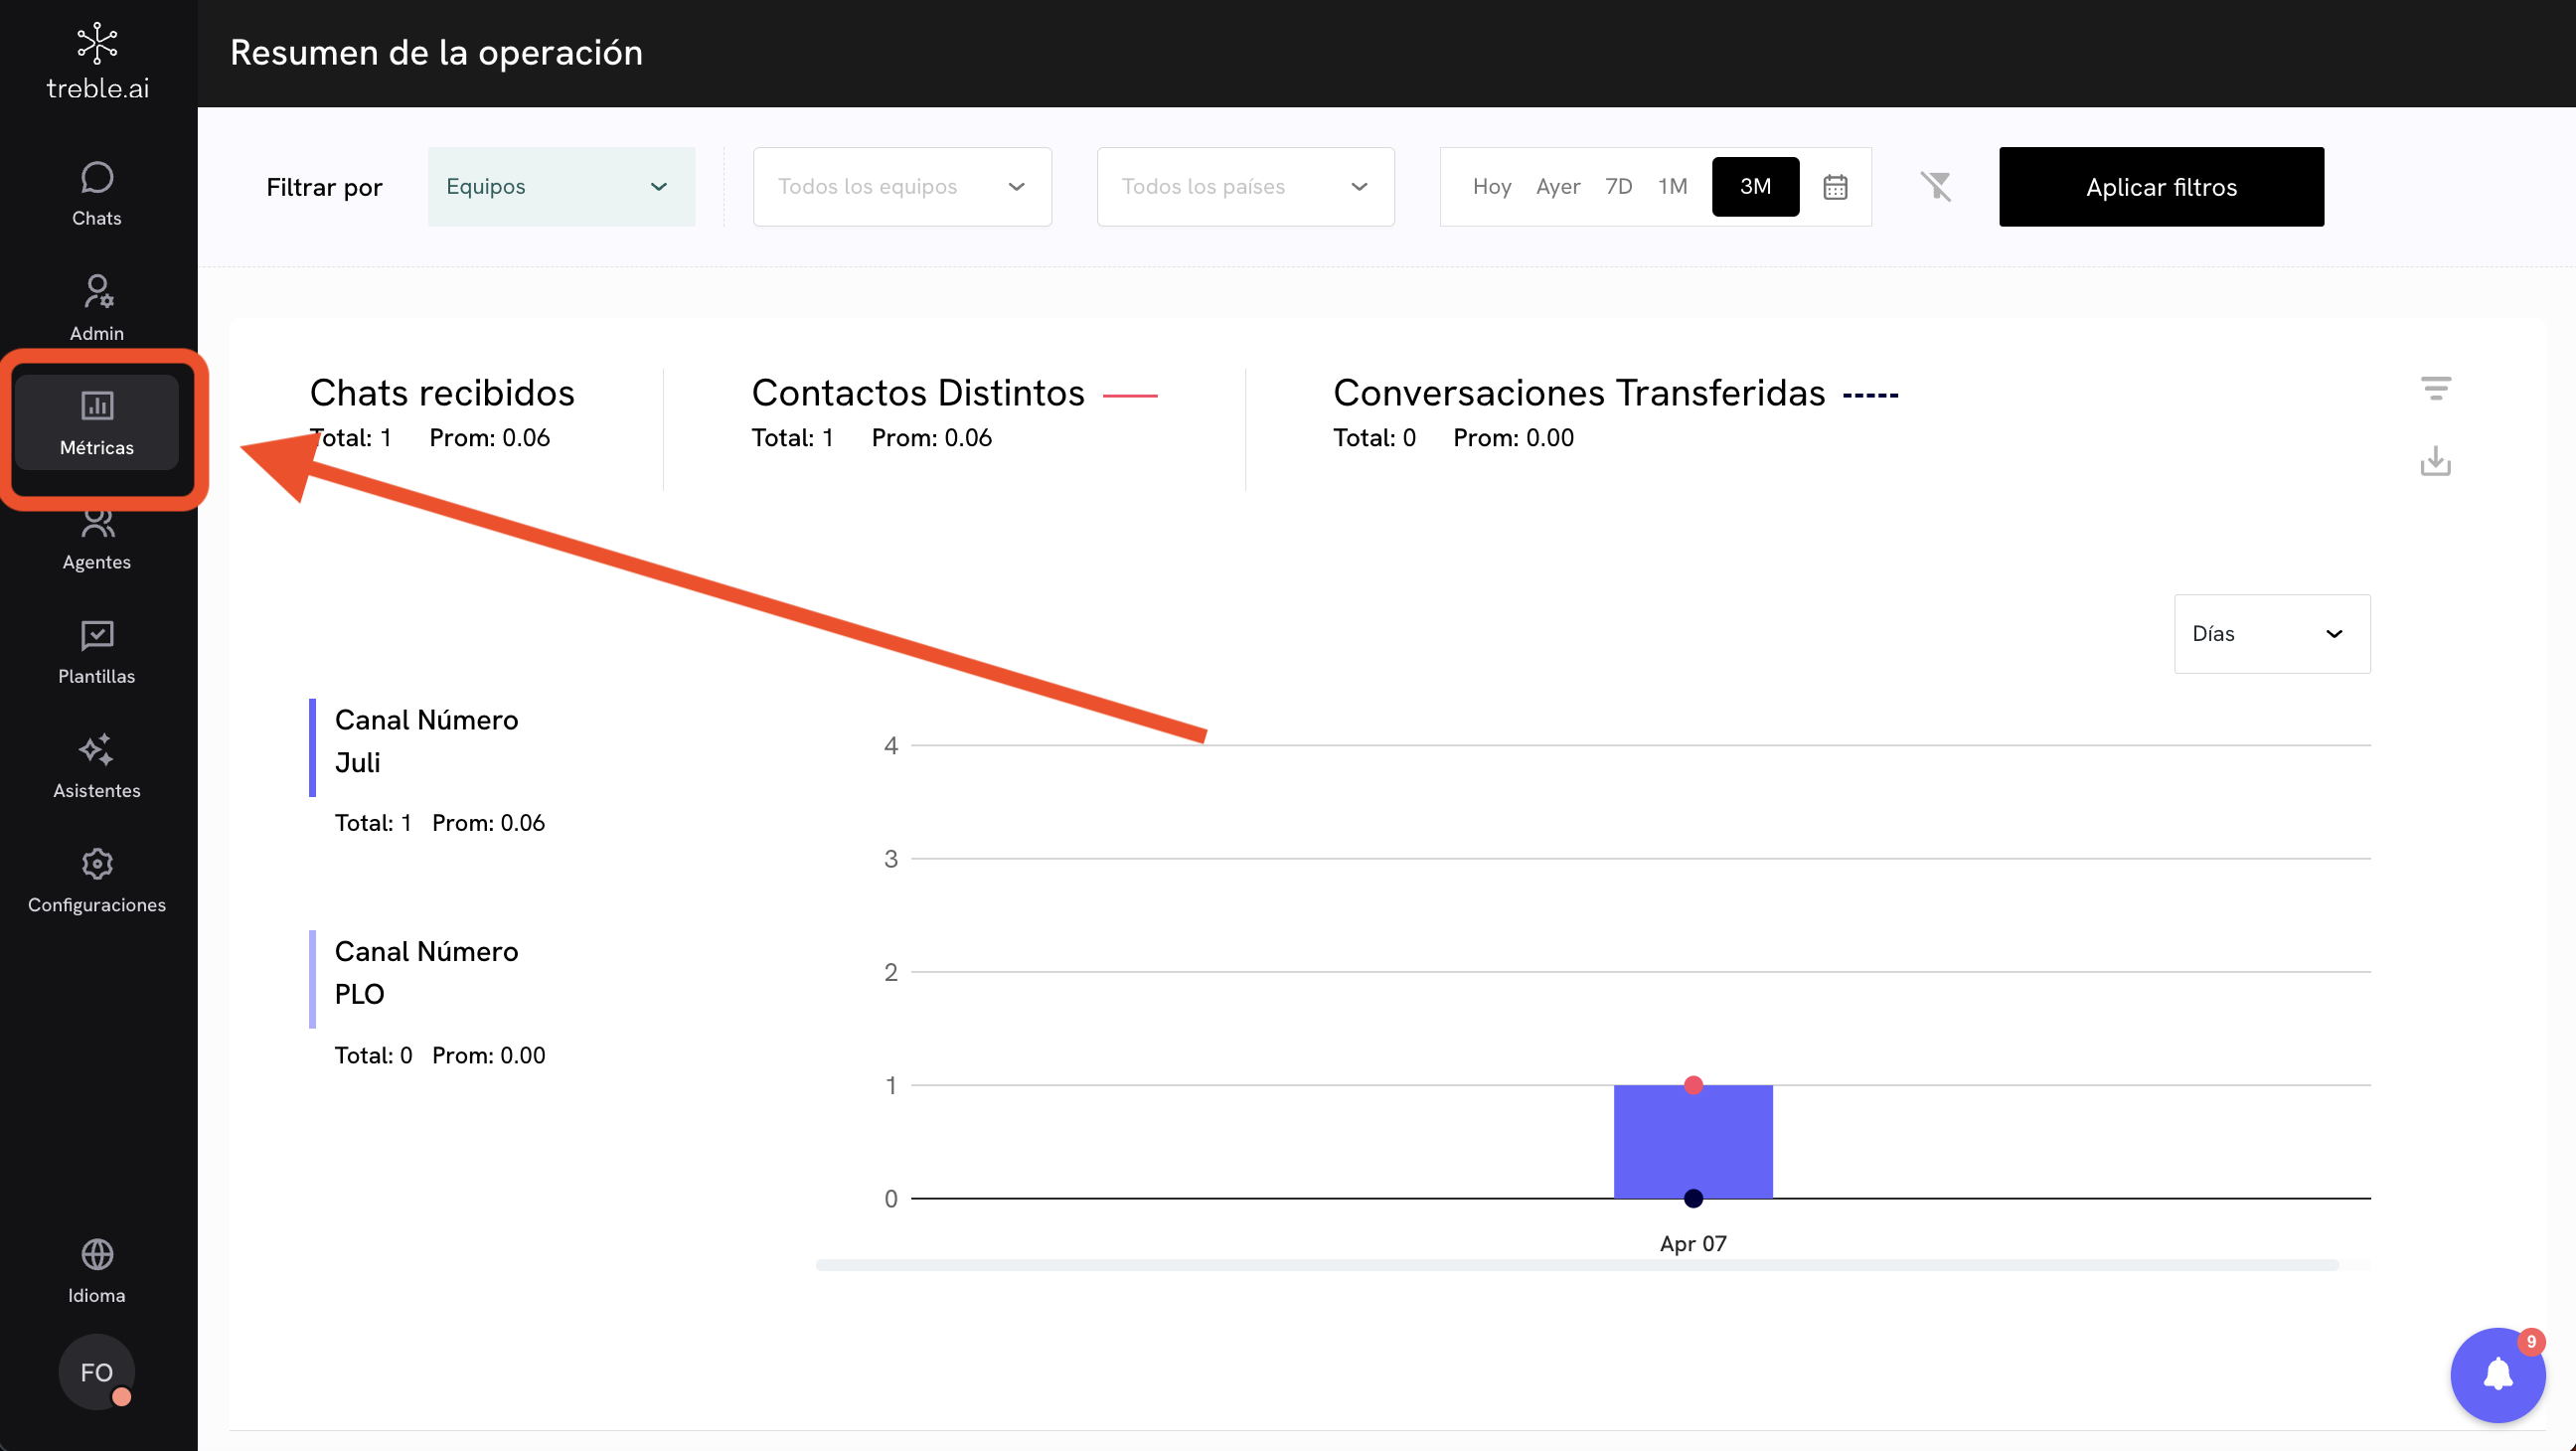 treble.ai
Resumen de la operación
Chats
Admin
Métricas
Agentes
Plantillas
Asistentes
Configuraciones
Idioma
FO
Filtrar por
Equipos
Todos los equipos
Todos los países
Hoy Ayer 7D 1M 3M
Aplicar filtros
Chats recibidos
Total: 1 Prom: 0.06
Contactos Distintos
Total: 1 Prom: 0.06
Conversaciones Transferidas
Total: 0 Prom: 0.00
Días
Canal Número
Juli
Total: 1 Prom: 0.06
Canal Número
PLO
Total: 0 Prom: 0.00
4
3
2
1
0
Apr 07
9